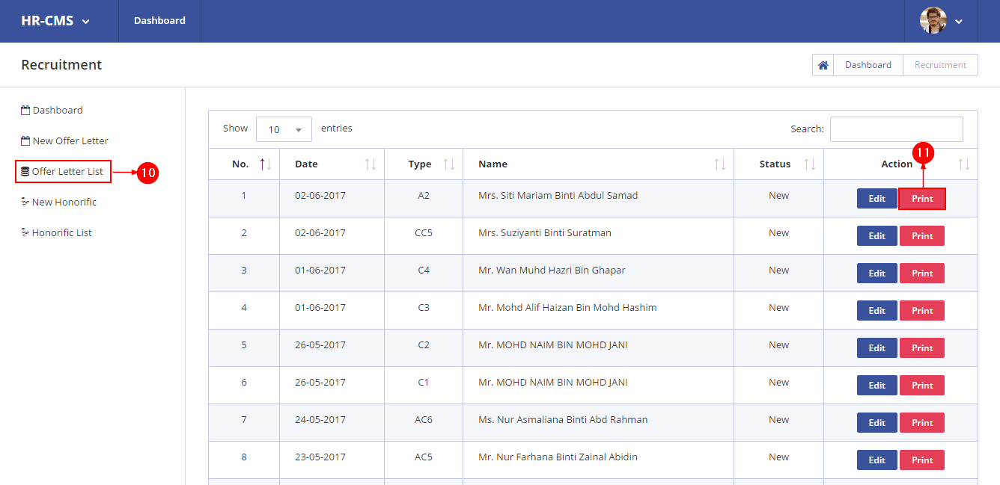 HR-CMS Dashboard
Recruitment Dashboard Recruitment
Dashboard
New Offer Letter
Offer Letter List 10
New Honorific
Honorific List
Show 10 entries Search:
11
No. Date Type Name Status Action
1 02-06-2017 A2 Mrs. Siti Mariam Binti Abdul Samad New Edit Print
2 02-06-2017 CC5 Mrs. Suziyanti Binti Suratman New Edit Print
3 01-06-2017 C4 Mr. Wan Muhd Hazri Bin Ghapar New Edit Print
4 01-06-2017 C3 Mr. Mohd Alif Haizan Bin Mohd Hashim New Edit Print
5 26-05-2017 C2 Mr. MOHD NAIM BIN MOHD JANI New Edit Print
6 26-05-2017 C1 Mr. MOHD NAIM BIN MOHD JANI New Edit Print
7 24-05-2017 AC6 Ms. Nur Asmaliana Binti Abd Rahman New Edit Print
8 23-05-2017 AC5 Mr. Nur Farhana Binti Zainal Abidin New Edit Print